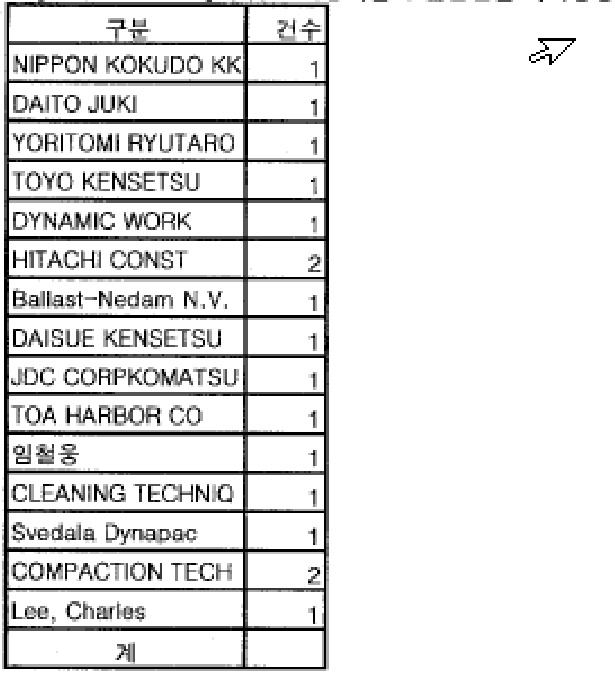 구분 건수
NIPPON KOKUDO KK 1
DAITO JUKI 1
YORITOMI RYUTARO 1
TOYO KENSETSU 1
DYNAMIC WORK 1
HITACHI CONST 2
Ballast-Nedam N.V. 1
DAISUE KENSETSU 1
JDC CORPKOMATSU 1
TOA HARBOR CO 1
임철웅 1
CLEANING TECHNIQ 1
Svedala Dynapac 1
COMPACTION TECH 2
Lee, Charles 1
계